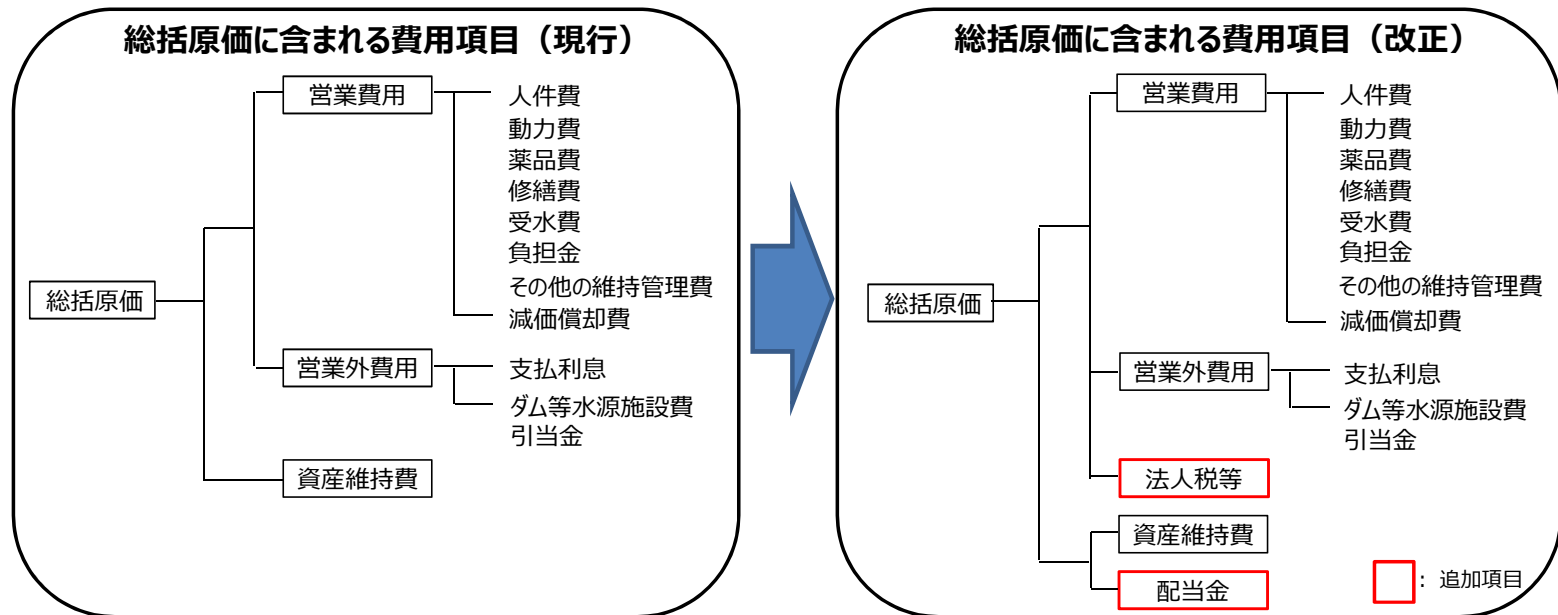 総括原価に含まれる費用項目（現行）
営業費用
人件費
動力費
薬品費
修繕費
受水費
負担金
その他の維持管理費
減価償却費
総括原価
営業外費用
支払利息
ダム等水源施設費
引当金
資産維持費
総括原価に含まれる費用項目（改正）
営業費用
人件費
動力費
薬品費
修繕費
受水費
負担金
その他の維持管理費
減価償却費
総括原価
営業外費用
支払利息
ダム等水源施設費
引当金
法人税等
資産維持費
配当金
：追加項目